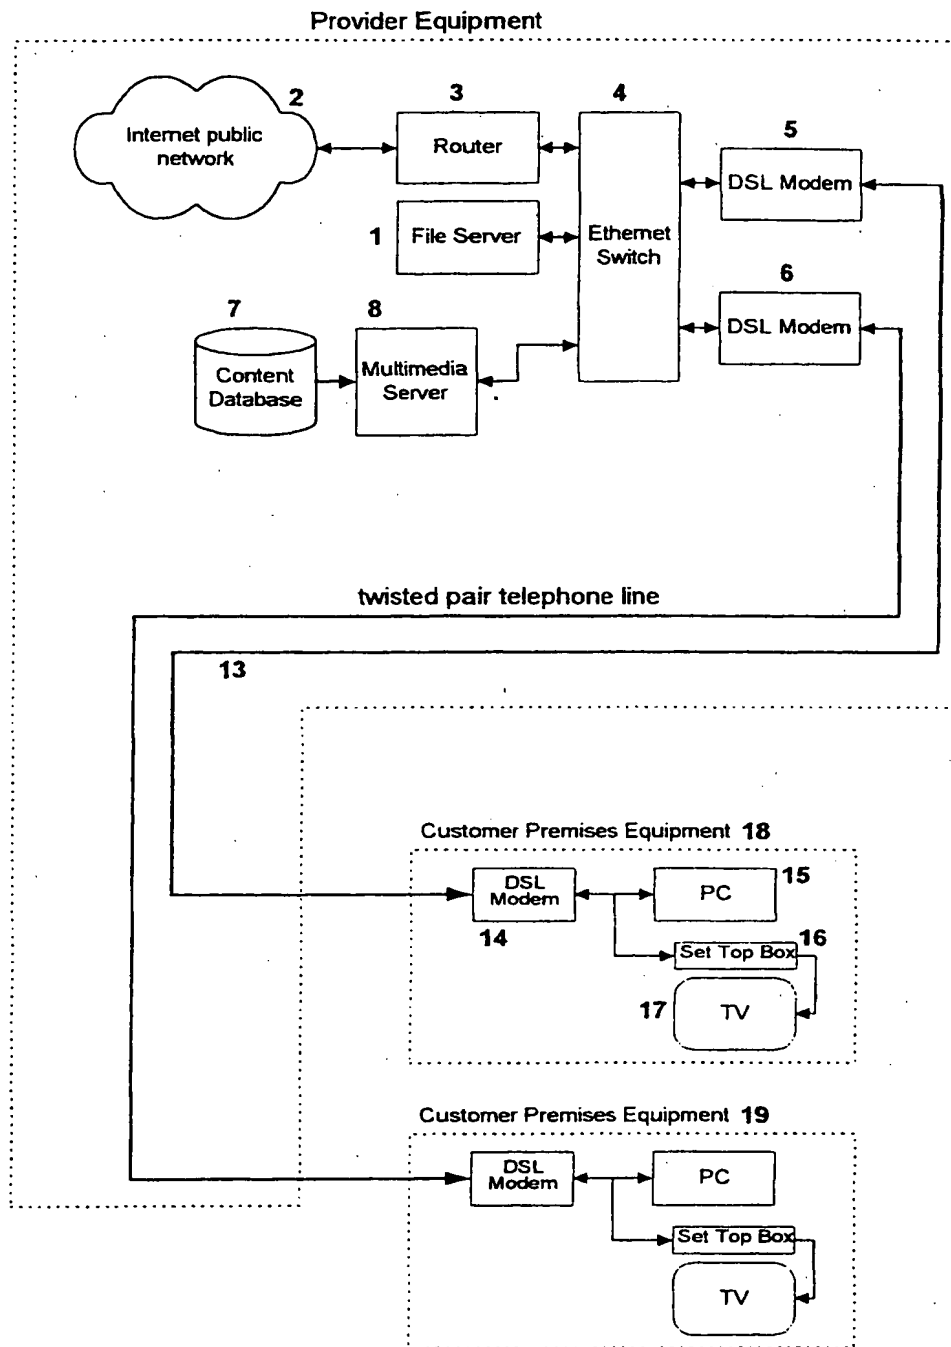 Provider Equipment
2
3
4
5
Internet public
network
Router
DSL Modem
1
File Server
Ethernet
Switch
6
DSL Modem
7
8
Content
Database
Multimedia
Server
twisted pair telephone line
13
Customer Premises Equipment 18
DSL
Modem
14
PC
15
Set Top Box
16
17
TV
Customer Premises Equipment 19
DSL
Modem
PC
Set Top Box
TV